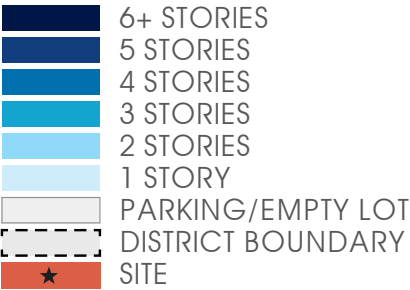 6+ STORIES
5 STORIES
4 STORIES
3 STORIES
2 STORIES
1 STORY
PARKING/EMPTY LOT
DISTRICT BOUNDARY
SITE